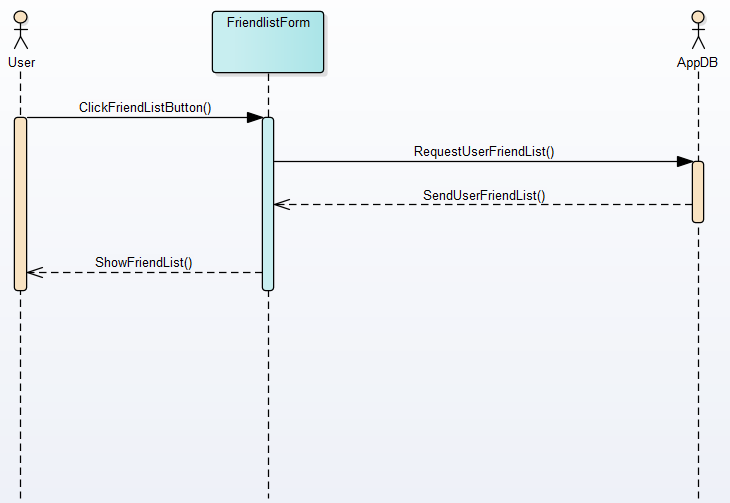 FriendlistForm
User
AppDB
ClickFriendListButton()
RequestUserFriendList()
SendUserFriendList()
ShowFriendList()